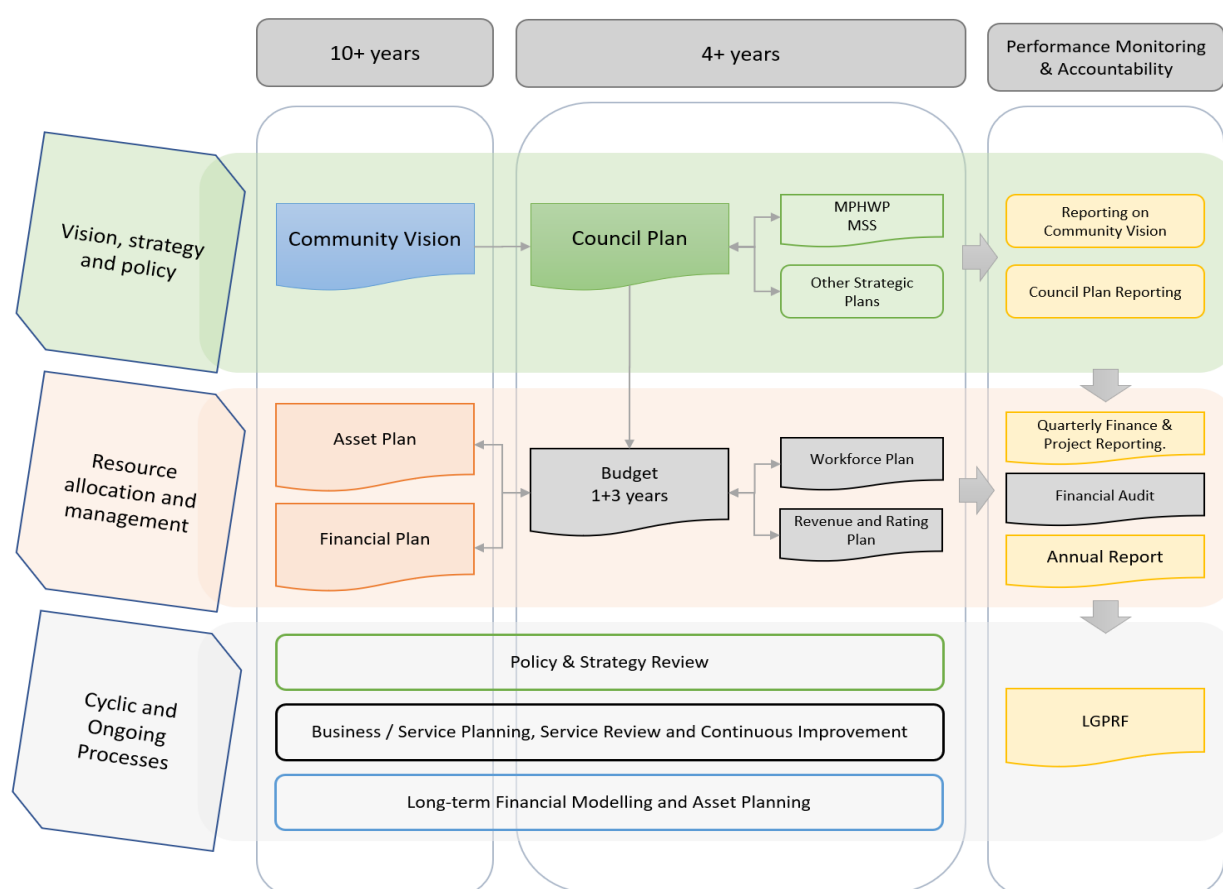 10+ years
4+ years
Performance Monitoring
& Accountability
Vision, strategy
and policy
Community Vision
Council Plan
MPHWP
MSS
Other Strategic
Plans
Reporting on
Community Vision
Council Plan Reporting
Resource
allocation and
management
Asset Plan
Financial Plan
Budget
1+3 years
Workforce Plan
Revenue and Rating
Plan
Quarterly Finance &
Project Reporting.
Financial Audit
Annual Report
Cyclic and
Ongoing
Processes
Policy & Strategy Review
Business / Service Planning, Service Review and Continuous Improvement
Long-term Financial Modelling and Asset Planning
LGPRF